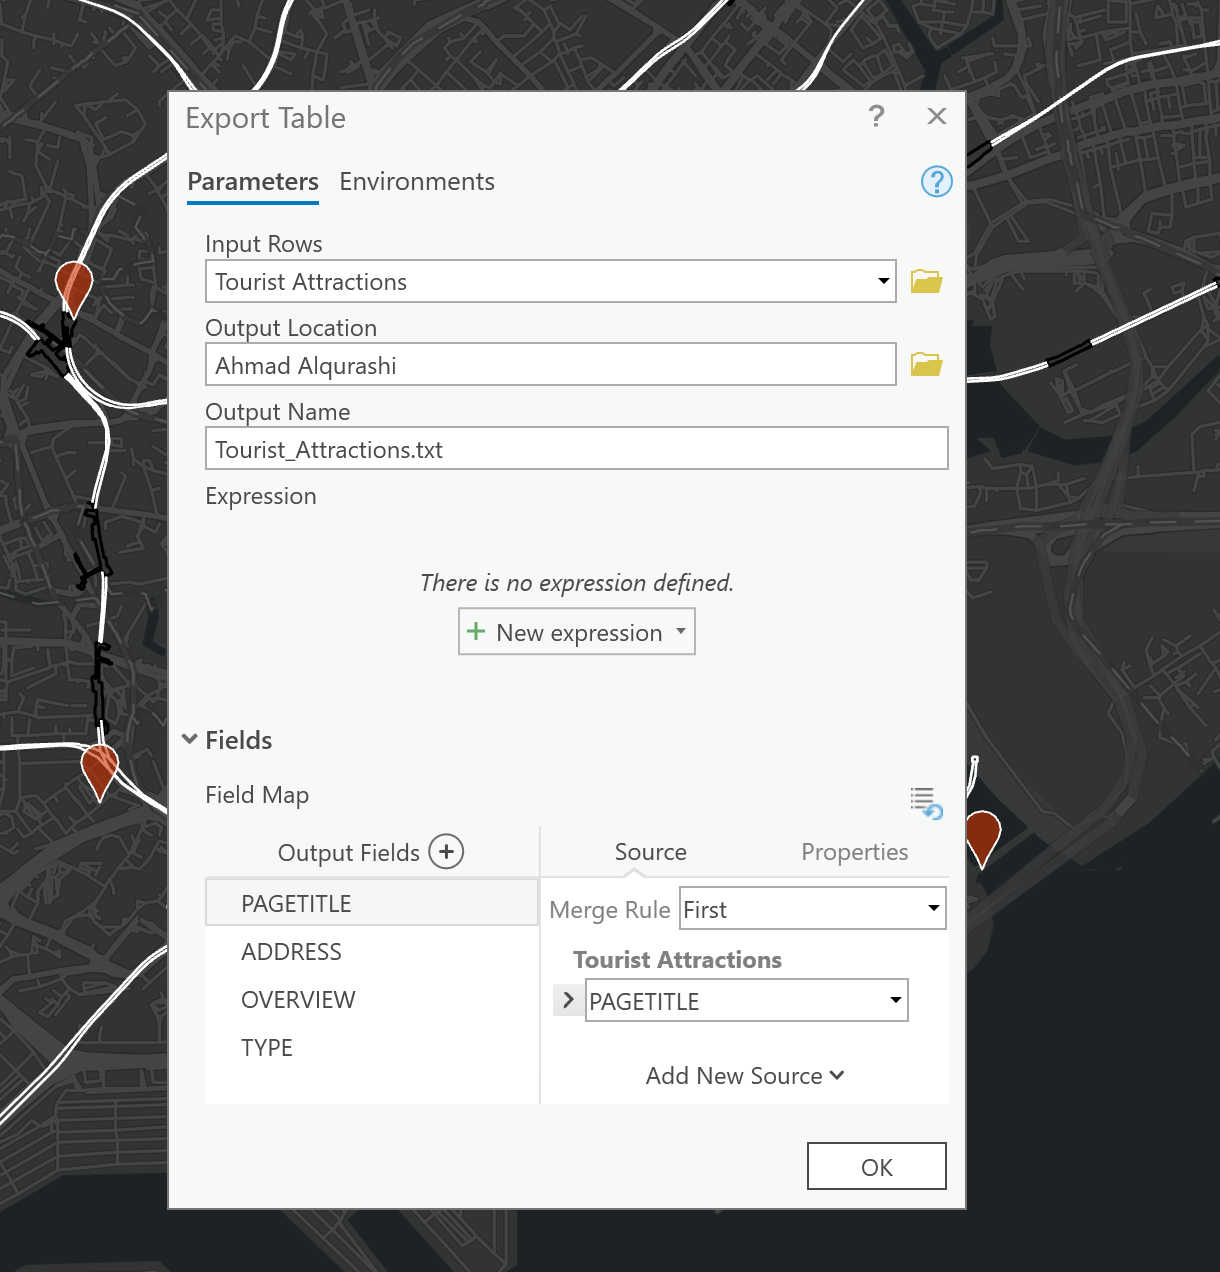 Export Table
?
Parameters Environments
?
Input Rows
Tourist Attractions
Output Location
Ahmad Alqurashi
Output Name
Tourist_Attractions.txt
Expression
There is no expression defined.
+ New expression
Fields
Field Map
Output Fields
Source Properties
PAGETITLE
ADDRESS
OVERVIEW
TYPE
Merge Rule First
Tourist Attractions
PAGETITLE
Add New Source
OK